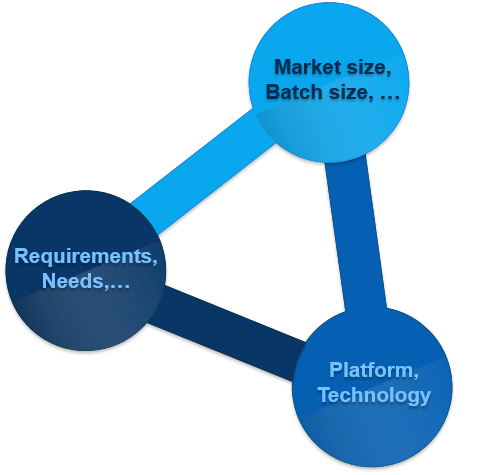 Market size,
Batch size, …
Requirements,
Needs,…
Platform,
Technology